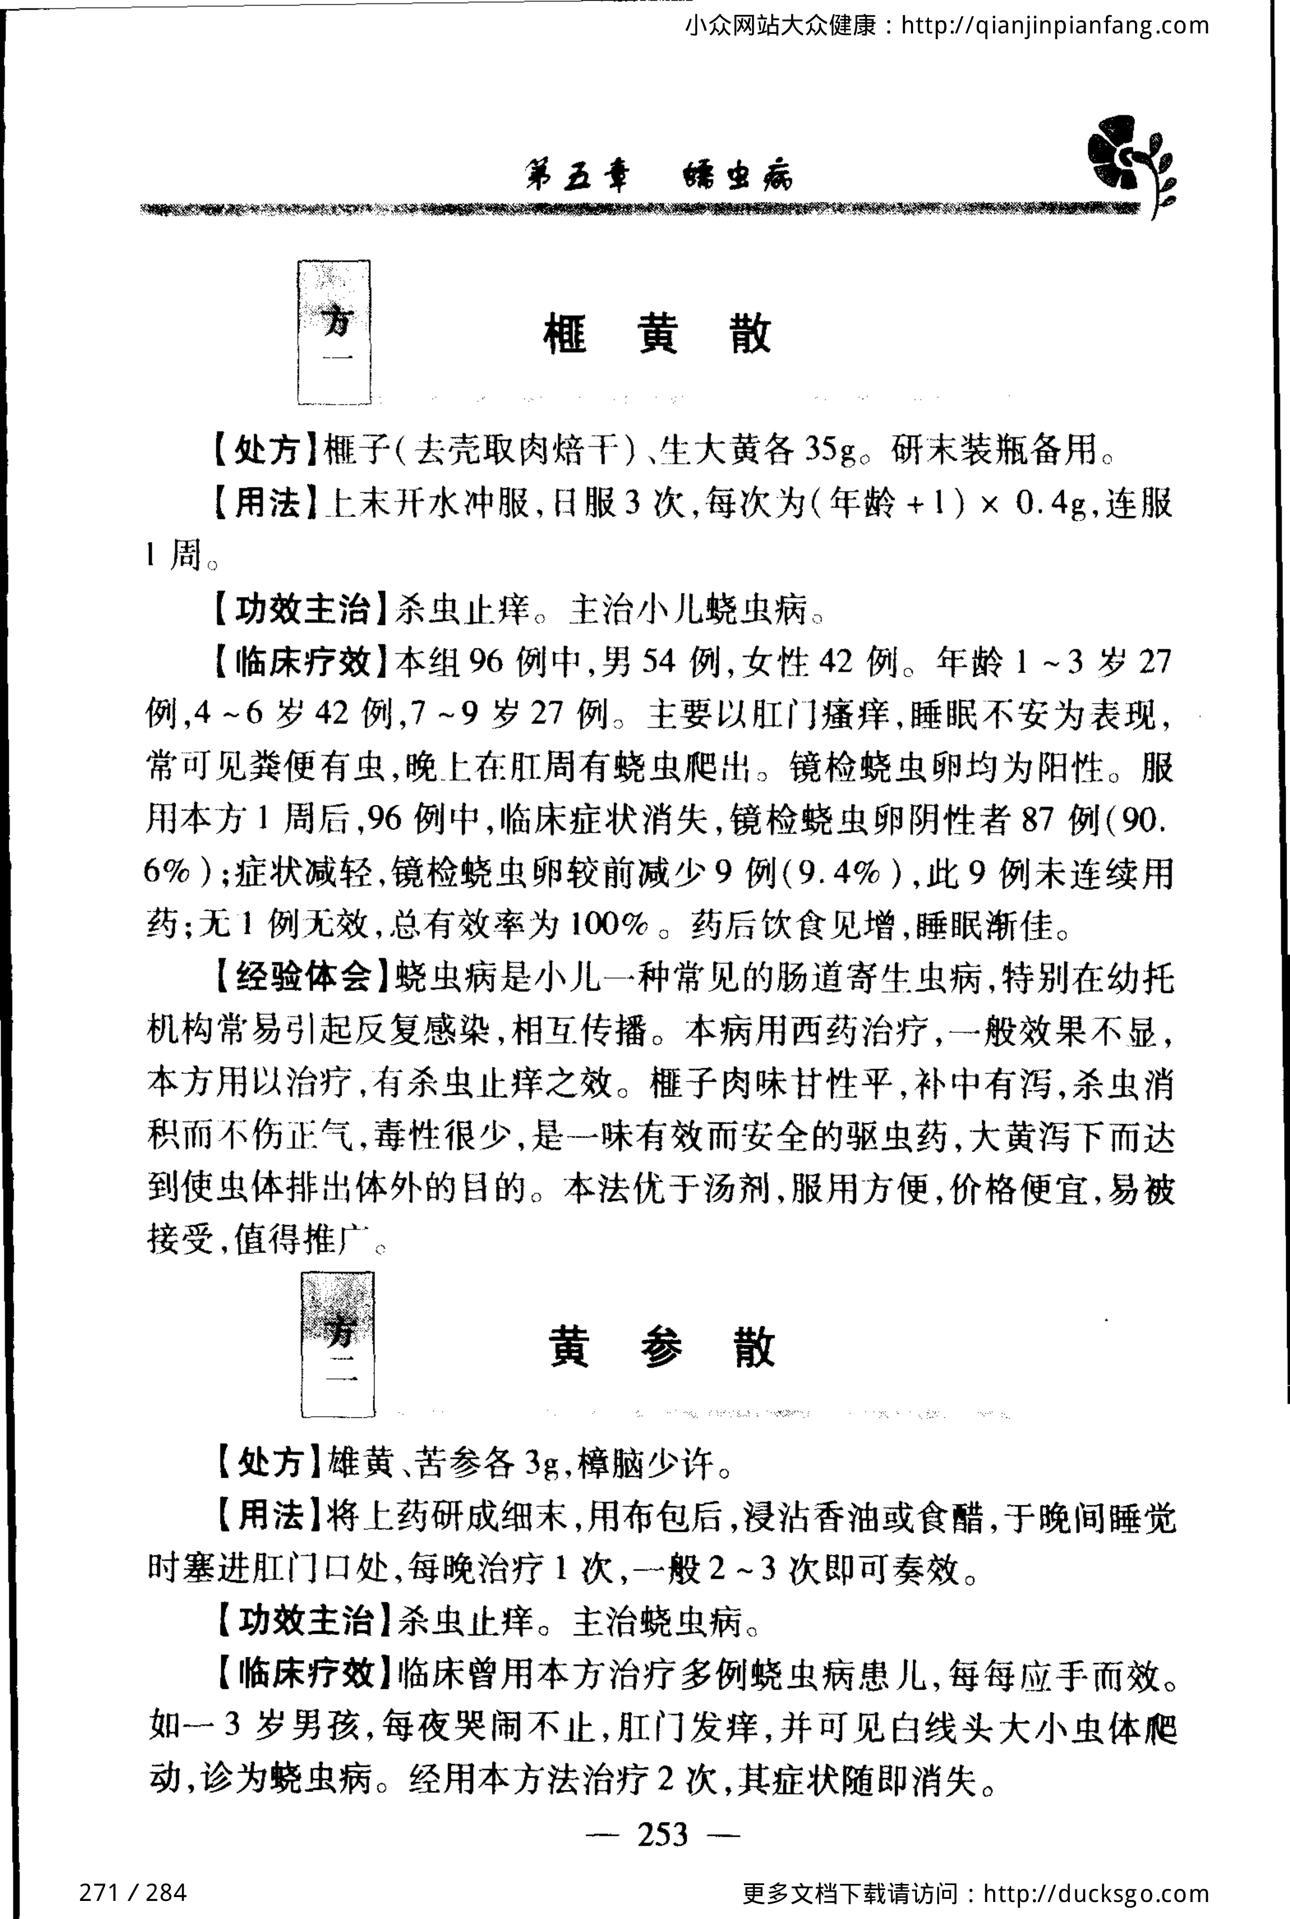 小众网站大众健康：http://qianjinpianfang.com
第五章 蠕虫病
方一
榧黄散
【处方】榧子(去壳取肉焙干)、生大黄各35g。研末装瓶备用。
【用法】上末开水冲服,日服3次,每次为(年龄+1)×0.4g,连服
1周。
【功效主治】杀虫止痒。主治小儿蛲虫病。
【临床疗效】本组96例中,男54例,女性42例。年龄1~3岁27
例,4~6岁42例,7~9岁27例。主要以肛门瘙痒,睡眠不安为表现,
常可见粪便有虫,晚上在肛周有蛲虫爬出。镜检蛲虫卵均为阳性。服
用本方1周后,96例中,临床症状消失,镜检蛲虫卵阴性者87例(90.
6%);症状减轻,镜检蛲虫卵较前减少9例(9.4%),此9例未连续用
药;无1例无效,总有效率为100%。药后饮食见增,睡眠渐佳。
【经验体会】蛲虫病是小儿一种常见的肠道寄生虫病,特别在幼托
机构常易引起反复感染,相互传播。本病用西药治疗,一般效果不显,
本方用以治疗,有杀虫止痒之效。榧子肉味甘性平,补中有泻,杀虫消
积而不伤正气,毒性很少,是一味有效而安全的驱虫药,大黄泻下而达
到使虫体排出体外的目的。本法优于汤剂,服用方便,价格便宜,易被
接受,值得推广。
方二
黄参散
【处方】雄黄、苦参各3g,樟脑少许。
【用法】将上药研成细末,用布包后,浸沾香油或食醋,于晚间睡觉
时塞进肛门口处,每晚治疗1次,一般2~3次即可奏效。
【功效主治】杀虫止痒。主治蛲虫病。
【临床疗效】临床曾用本方治疗多例蛲虫病患儿,每每应手而效。
如一3岁男孩,每夜哭闹不止,肛门发痒,并可见白线头大小虫体爬
动,诊为蛲虫病。经用本方法治疗2次,其症状随即消失。
— 253 —
271 / 284
更多文档下载请访问：http://ducksgo.com